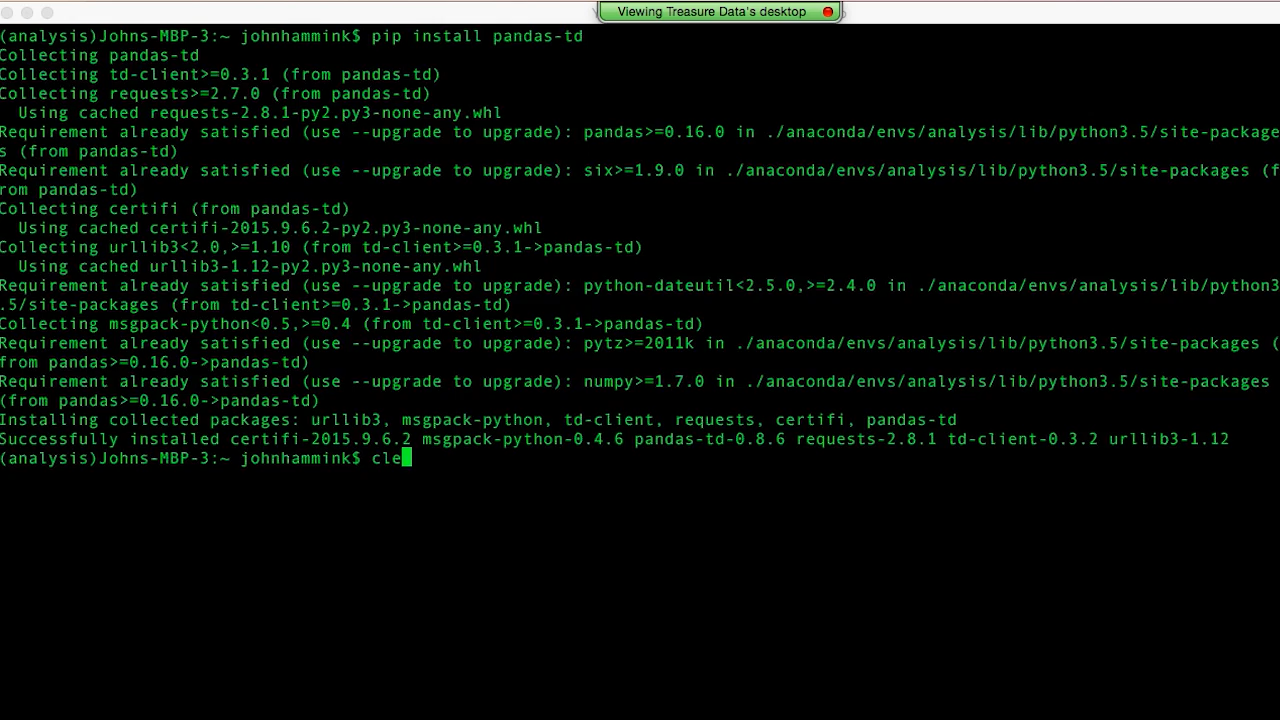 Viewing Treasure Data's desktop
(analysis)Johns-MBP-3:~ johnhammink$ pip install pandas-td
Collecting pandas-td
Collecting td-client>=0.3.1 (from pandas-td)
Collecting requests>=2.7.0 (from pandas-td)
  Using cached requests-2.8.1-py2.py3-none-any.whl
Requirement already satisfied (use --upgrade to upgrade): pandas>=0.16.0 in ./anaconda/envs/analysis/lib/python3.5/site-package
s (from pandas-td)
Requirement already satisfied (use --upgrade to upgrade): six>=1.9.0 in ./anaconda/envs/analysis/lib/python3.5/site-packages (f
rom pandas-td)
Collecting certifi (from pandas-td)
  Using cached certifi-2015.9.6.2-py2.py3-none-any.whl
Collecting urllib3<2.0,>=1.10 (from td-client>=0.3.1->pandas-td)
  Using cached urllib3-1.12-py2.py3-none-any.whl
Requirement already satisfied (use --upgrade to upgrade): python-dateutil<2.5.0,>=2.4.0 in ./anaconda/envs/analysis/lib/python3
.5/site-packages (from td-client>=0.3.1->pandas-td)
Collecting msgpack-python<0.5,>=0.4 (from td-client>=0.3.1->pandas-td)
Requirement already satisfied (use --upgrade to upgrade): pytz>=2011k in ./anaconda/envs/analysis/lib/python3.5/site-packages (
from pandas>=0.16.0->pandas-td)
Requirement already satisfied (use --upgrade to upgrade): numpy>=1.7.0 in ./anaconda/envs/analysis/lib/python3.5/site-packages
(from pandas>=0.16.0->pandas-td)
Installing collected packages: urllib3, msgpack-python, td-client, requests, certifi, pandas-td
Successfully installed certifi-2015.9.6.2 msgpack-python-0.4.6 pandas-td-0.8.6 requests-2.8.1 td-client-0.3.2 urllib3-1.12
(analysis)Johns-MBP-3:~ johnhammink$ cle